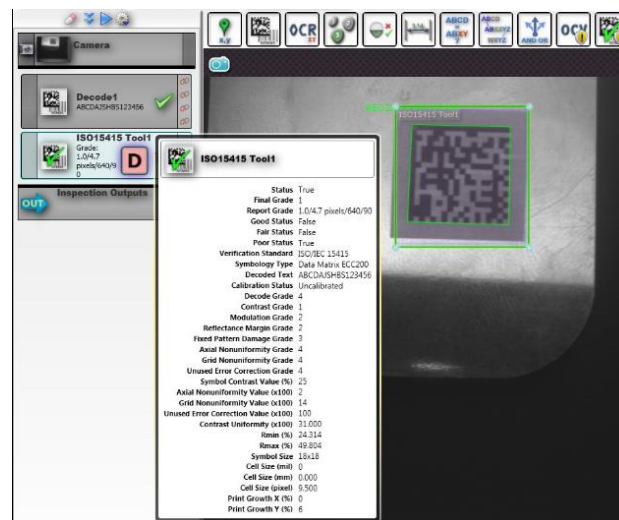 x,y
OCR
XT
ABCD
=
ABXY
ABCD
ABXYZ
WXYZ
AND OR
OCV
Camera
Decode1
ABCDAJSHBS123456
ISO15415 Tool1
Grade:
1.0/4.7
pixels/640/9
0
D
OUT
Inspection Outputs
ISO15415 Tool1
ISO15415 Tool1
Status True
Final Grade 1
Report Grade 1.0/4.7 pixels/640/90
Good Status False
Fair Status False
Poor Status True
Verification Standard ISO/IEC 15415
Symbology Type Data Matrix ECC200
Decoded Text ABCDAJSHBS123456
Calibration Status Uncalibrated
Decode Grade 4
Contrast Grade 1
Modulation Grade 2
Reflectance Margin Grade 2
Fixed Pattern Damage Grade 3
Axial Nonuniformity Grade 4
Grid Nonuniformity Grade 4
Unused Error Correction Grade 4
Symbol Contrast Value (%) 25
Axial Nonuniformity Value (x100) 2
Grid Nonuniformity Value (x100) 14
Unused Error Correction Value (x100) 100
Contrast Uniformity (x100) 31.000
Rmin (%) 24.314
Rmax (%) 49.804
Symbol Size 18x18
Cell Size (mil) 0
Cell Size (mm) 0.000
Cell Size (pixel) 9.500
Print Growth X (%) 0
Print Growth Y (%) 6